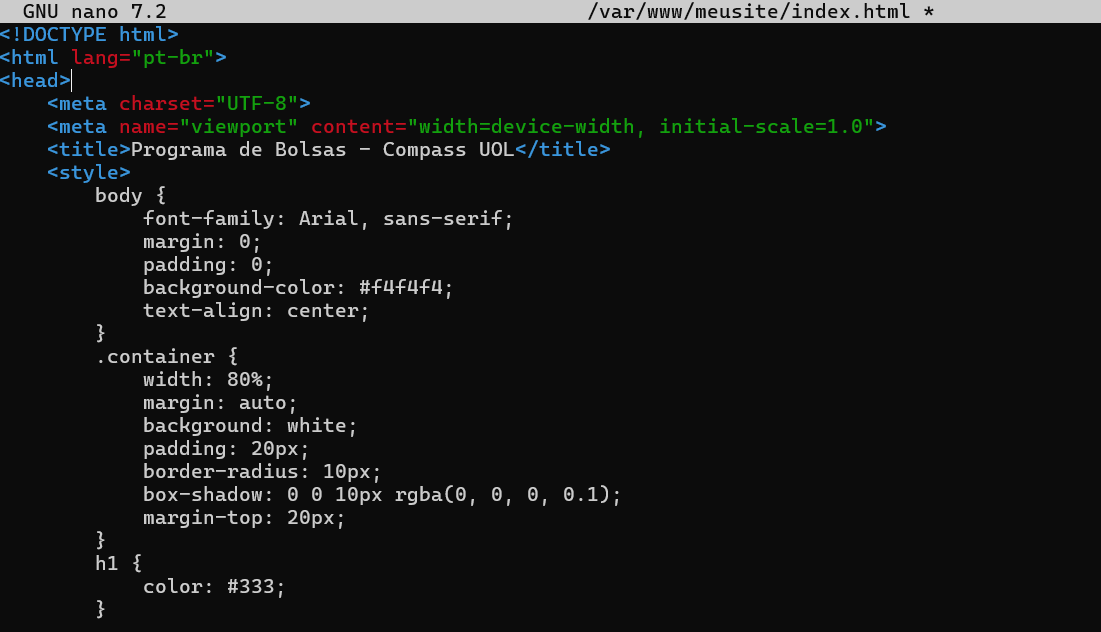 GNU nano 7.2 /var/www/meusite/index.html *
<!DOCTYPE html>
<html lang="pt-br">
<head>
    <meta charset="UTF-8">
    <meta name="viewport" content="width=device-width, initial-scale=1.0">
    <title>Programa de Bolsas - Compass UOL</title>
    <style>
        body {
            font-family: Arial, sans-serif;
            margin: 0;
            padding: 0;
            background-color: #f4f4f4;
            text-align: center;
        }
        .container {
            width: 80%;
            margin: auto;
            background: white;
            padding: 20px;
            border-radius: 10px;
            box-shadow: 0 0 10px rgba(0, 0, 0, 0.1);
            margin-top: 20px;
        }
        h1 {
            color: #333;
        }